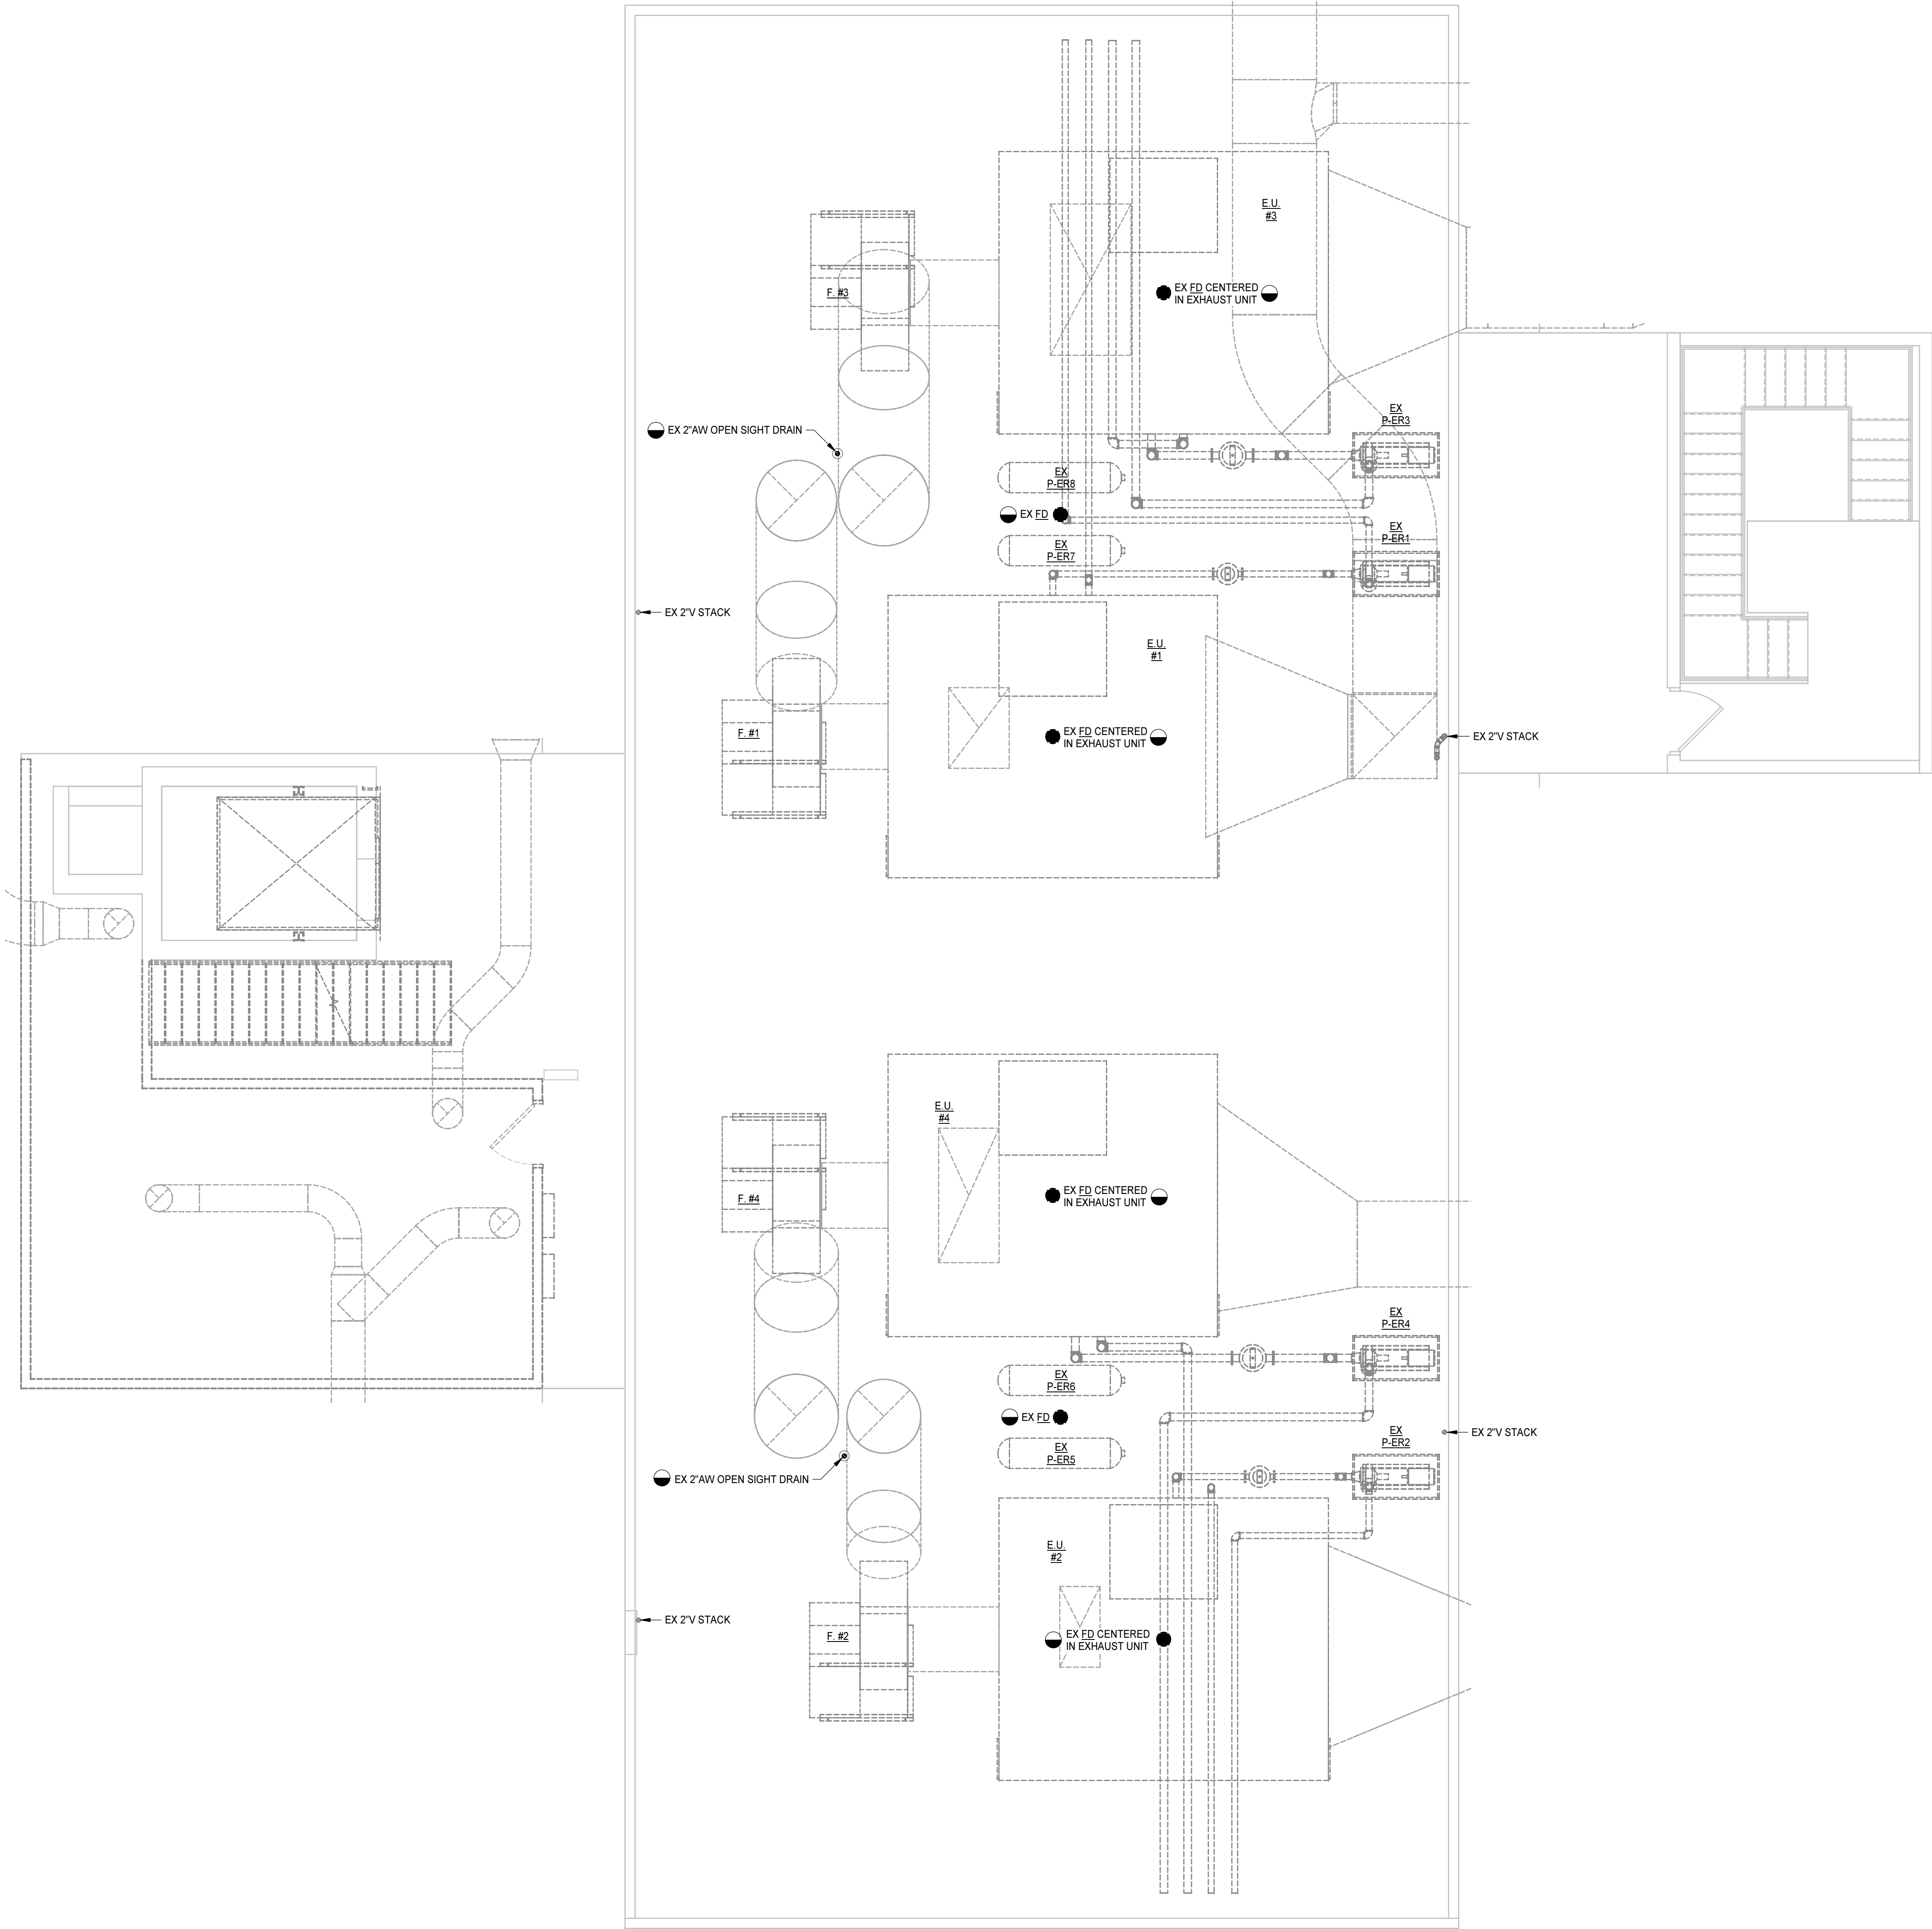 E.U.
#3
F. #3
EX FD CENTERED
IN EXHAUST UNIT
EX
P-ER3
EX 2"AW OPEN SIGHT DRAIN
EX
P-ER8
EX FD
EX
P-ER1
EX
P-ER7
EX 2"V STACK
E.U.
#1
F. #1
EX FD CENTERED
IN EXHAUST UNIT
EX 2"V STACK
E.U.
#4
F. #4
EX FD CENTERED
IN EXHAUST UNIT
EX
P-ER4
EX
P-ER6
EX FD
EX
P-ER2
EX 2"V STACK
EX
P-ER5
EX 2"AW OPEN SIGHT DRAIN
E.U.
#2
EX 2"V STACK
F. #2
EX FD CENTERED
IN EXHAUST UNIT